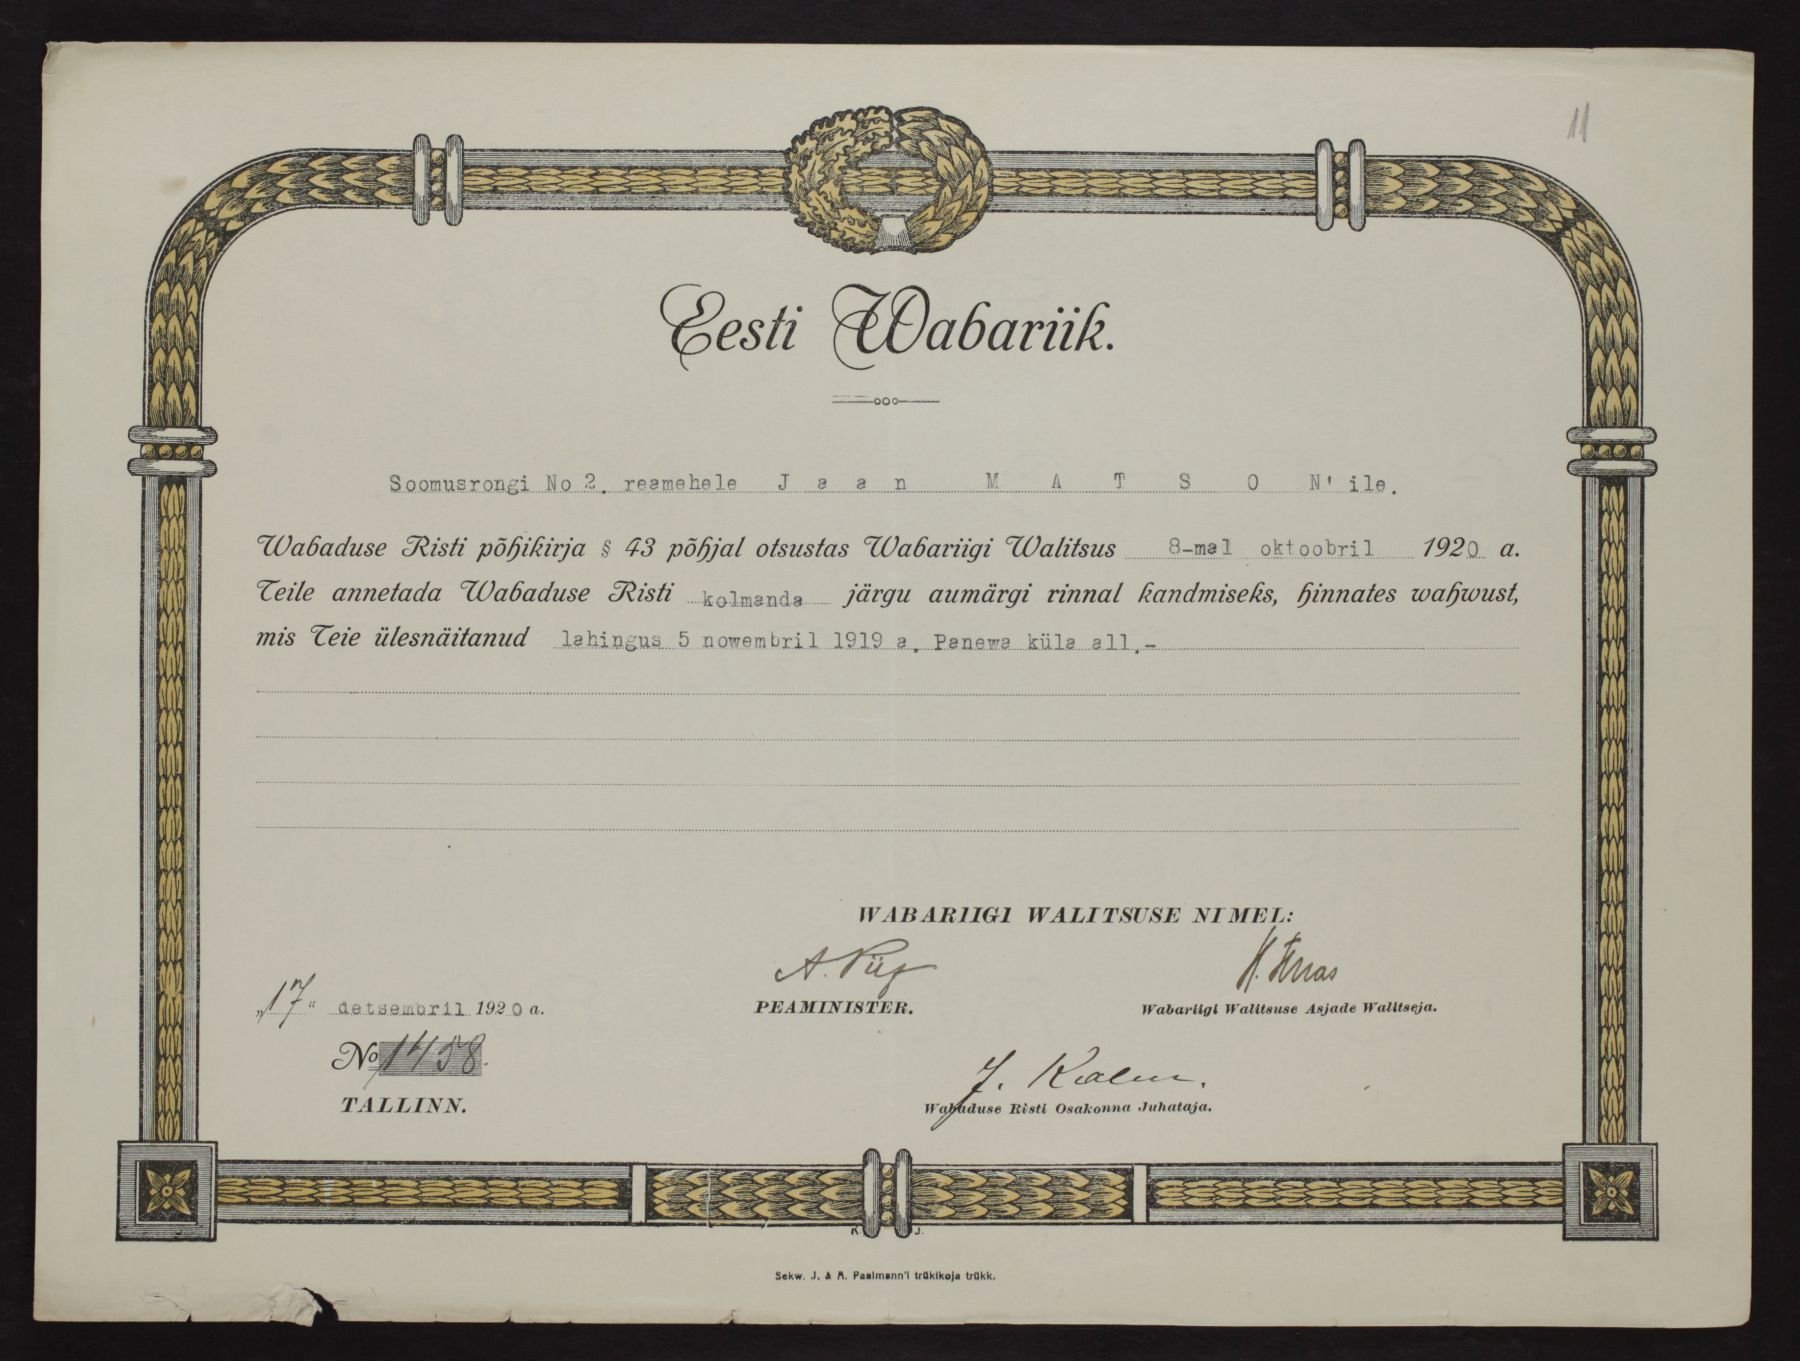 11
Eesti Wabariik.
Soomusrongi No 2. reamehele Jaan MATSON'ile.
Wabaduse Risti põhikirja § 43 põhjal otsustas Wabariigi Walitsus 8-mal oktoobril 1920 a.
Teile annetada Wabaduse Risti kolmanda järgu aumärgi rinnal kandmiseks, hinnates wahwust,
mis Teie ülesnäitanud lahingus 5 nowembril 1919 a. Panewa küla all.-
WABARIIGI WALITSUSE NIMEL:
A. Piip
PEAMINISTER.
Wabariigi Walitsuse Asjade Walitseja.
„17“ detsembril 1920 a.
No 1458.
TALLINN.
Wabaduse Risti Osakonna Juhataja.
K. J.
Sekw. J. & A. Paalmann'i trükikoja trükk.